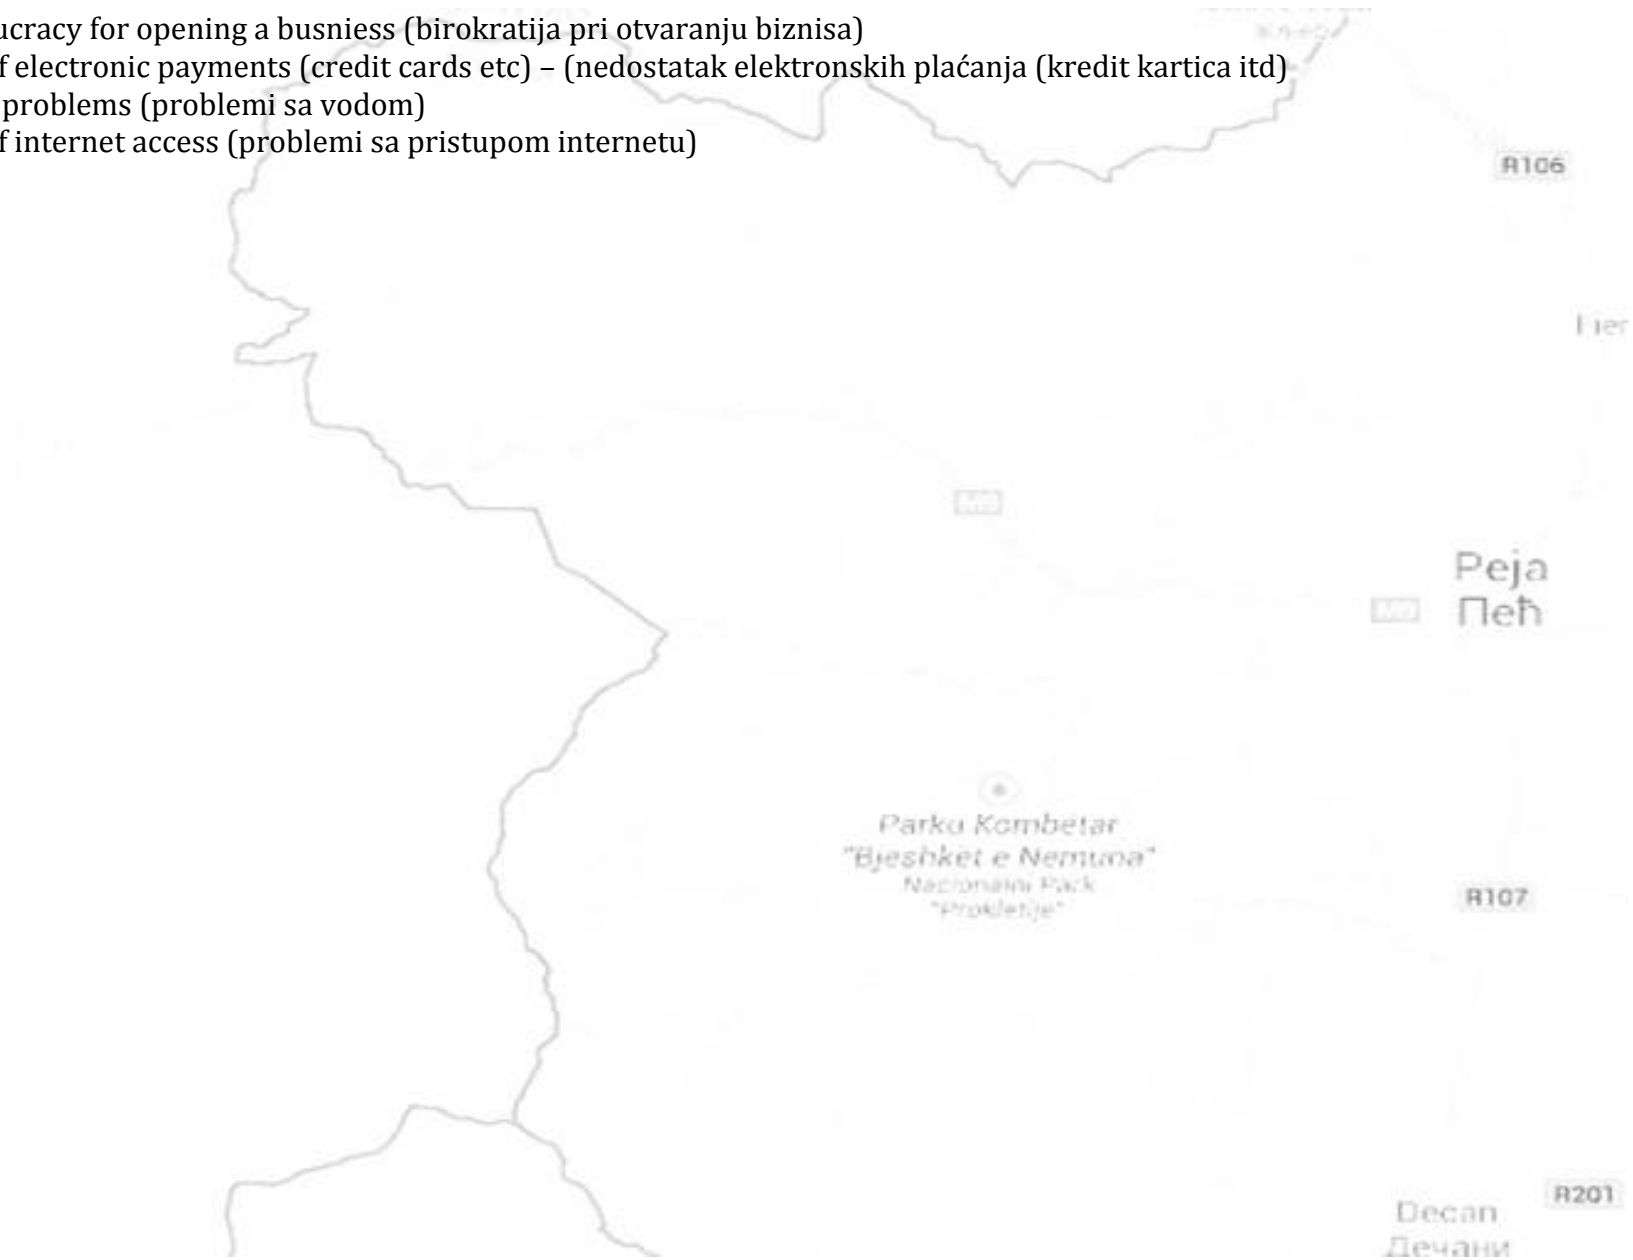 ucracy for opening a busniess (birokratija pri otvaranju biznisa)
f electronic payments (credit cards etc) – (nedostatak elektronskih plaćanja (kredit kartica itd)
problems (problemi sa vodom)
f internet access (problemi sa pristupom internetu)
R106
Peja
Пећ
Parku Kombetar
"Bjeshket e Nemuna"
Nacionalni Park
"Prokletije"
R107
R201
Decan
Дечани